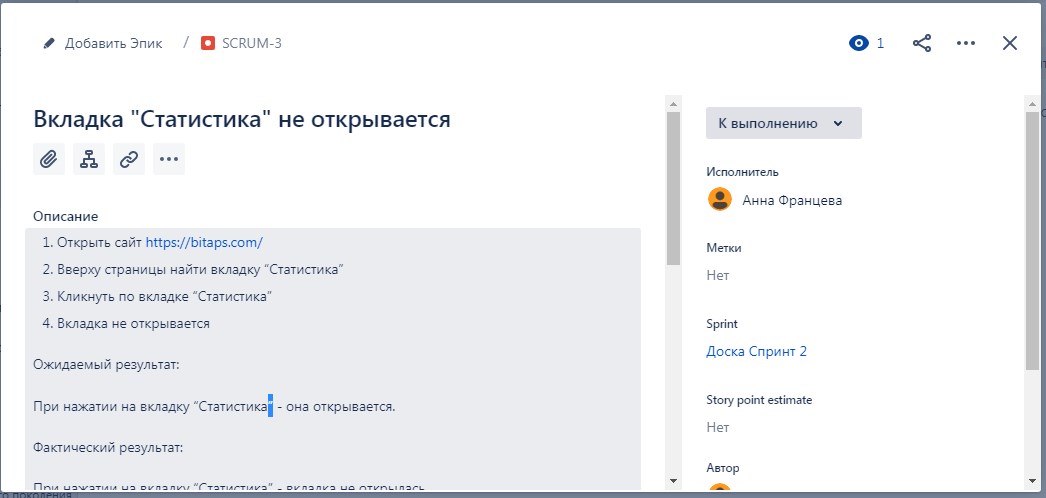 Добавить Эпик / SCRUM-3
1
Вкладка "Статистика" не открывается
Описание
1. Открыть сайт https://bitaps.com/
2. Вверху страницы найти вкладку “Статистика”
3. Кликнуть по вкладке “Статистика”
4. Вкладка не открывается
Ожидаемый результат:
При нажатии на вкладку “Статистика” - она открывается.
Фактический результат:
При нажатии на вкладку “Статистика” - вкладка не открылась
К выполнению
Исполнитель
Анна Францева
Метки
Нет
Sprint
Доска Спринт 2
Story point estimate
Нет
Автор
го поколения